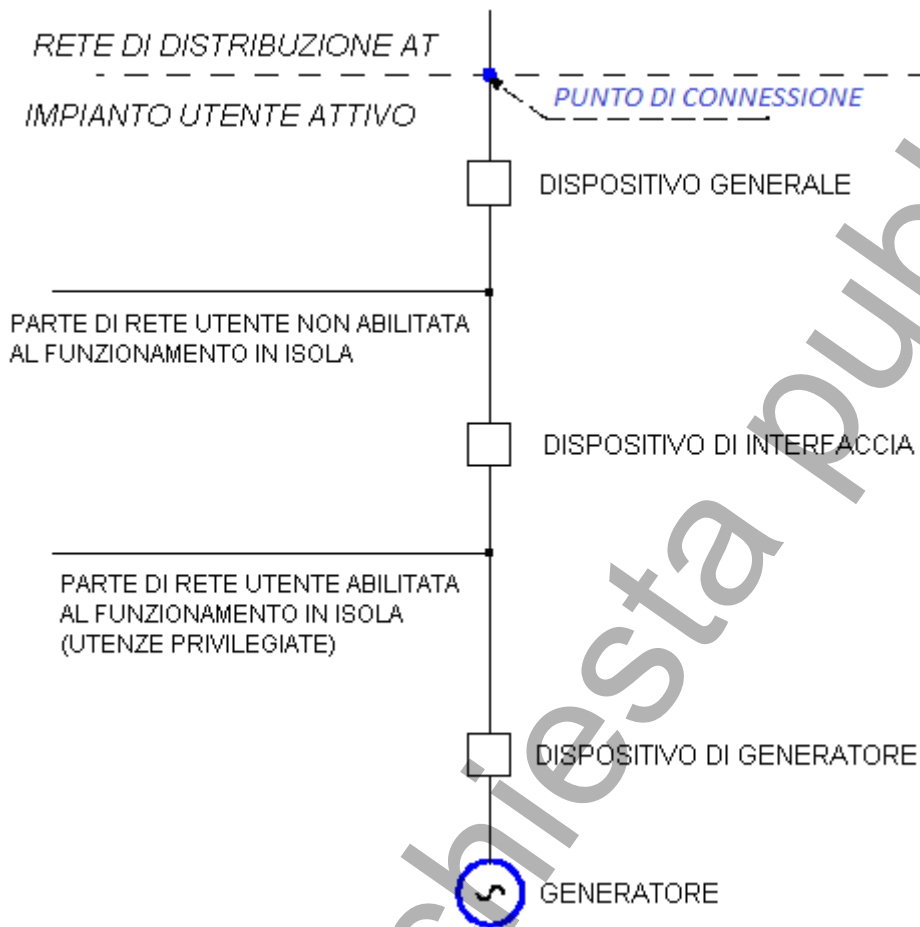 RETE DI DISTRIBUZIONE AT
IMPIANTO UTENTE ATTIVO
PUNTO DI CONNESSIONE
DISPOSITIVO GENERALE
PARTE DI RETE UTENTE NON ABILITATA
AL FUNZIONAMENTO IN ISOLA
DISPOSITIVO DI INTERFACCIA
PARTE DI RETE UTENTE ABILITATA
AL FUNZIONAMENTO IN ISOLA
(UTENZE PRIVILEGIATE)
DISPOSITIVO DI GENERATORE
GENERATORE